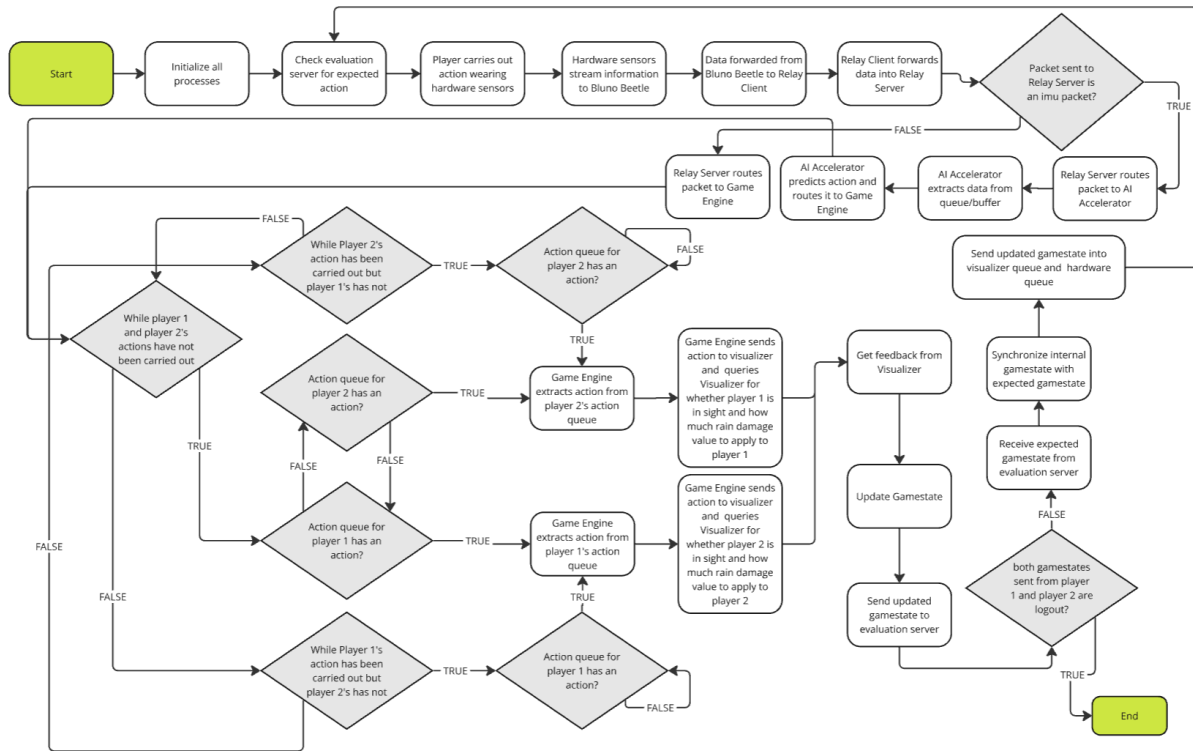 Start
Initialize all
processes
Check evaluation
server for expected
action
Player carries out
action wearing
hardware sensors
Hardware sensors
stream information
to Bluno Beetle
Data forwarded from
Bluno Beetle to Relay
Client
Relay Client forwards
data into Relay
Server
Packet sent to
Relay Server is
an imu packet?
TRUE
FALSE
Relay Server routes
packet to Game
Engine
AI Accelerator
predicts action and
routes it to Game
Engine
AI Accelerator
extracts data from
queue/buffer
Relay Server routes
packet to AI
Accelerator
FALSE
While Player 2's
action has been
carried out but
player 1's has not
TRUE
Action queue for
player 2 has an
action?
FALSE
Send updated gamestate into
visualizer queue and hardware
queue
While player 1
and player 2's
actions have not
been carried out
TRUE
Action queue for
player 2 has an
action?
TRUE
Game Engine
extracts action from
player 2's action
queue
Game Engine sends
action to visualizer
and queries
Visualizer for
whether player 1 is
in sight and how
much rain damage
value to apply to
player 1
Get feedback from
Visualizer
Synchronize internal
gamestate with
expected gamestate
TRUE
FALSE
FALSE
Receive expected
gamestate from
evaluation server
Action queue for
player 1 has an
action?
TRUE
Game Engine
extracts action from
player 1's action
queue
Game Engine sends
action to visualizer
and queries
Visualizer for
whether player 2 is
in sight and how
much rain damage
value to apply to
player 2
Update Gamestate
FALSE
FALSE
FALSE
TRUE
Send updated
gamestate to
evaluation server
both gamestates
sent from player
1 and player 2 are
logout?
While Player 1's
action has been
carried out but
player 2's has not
TRUE
Action queue for
player 1 has an
action?
FALSE
TRUE
End